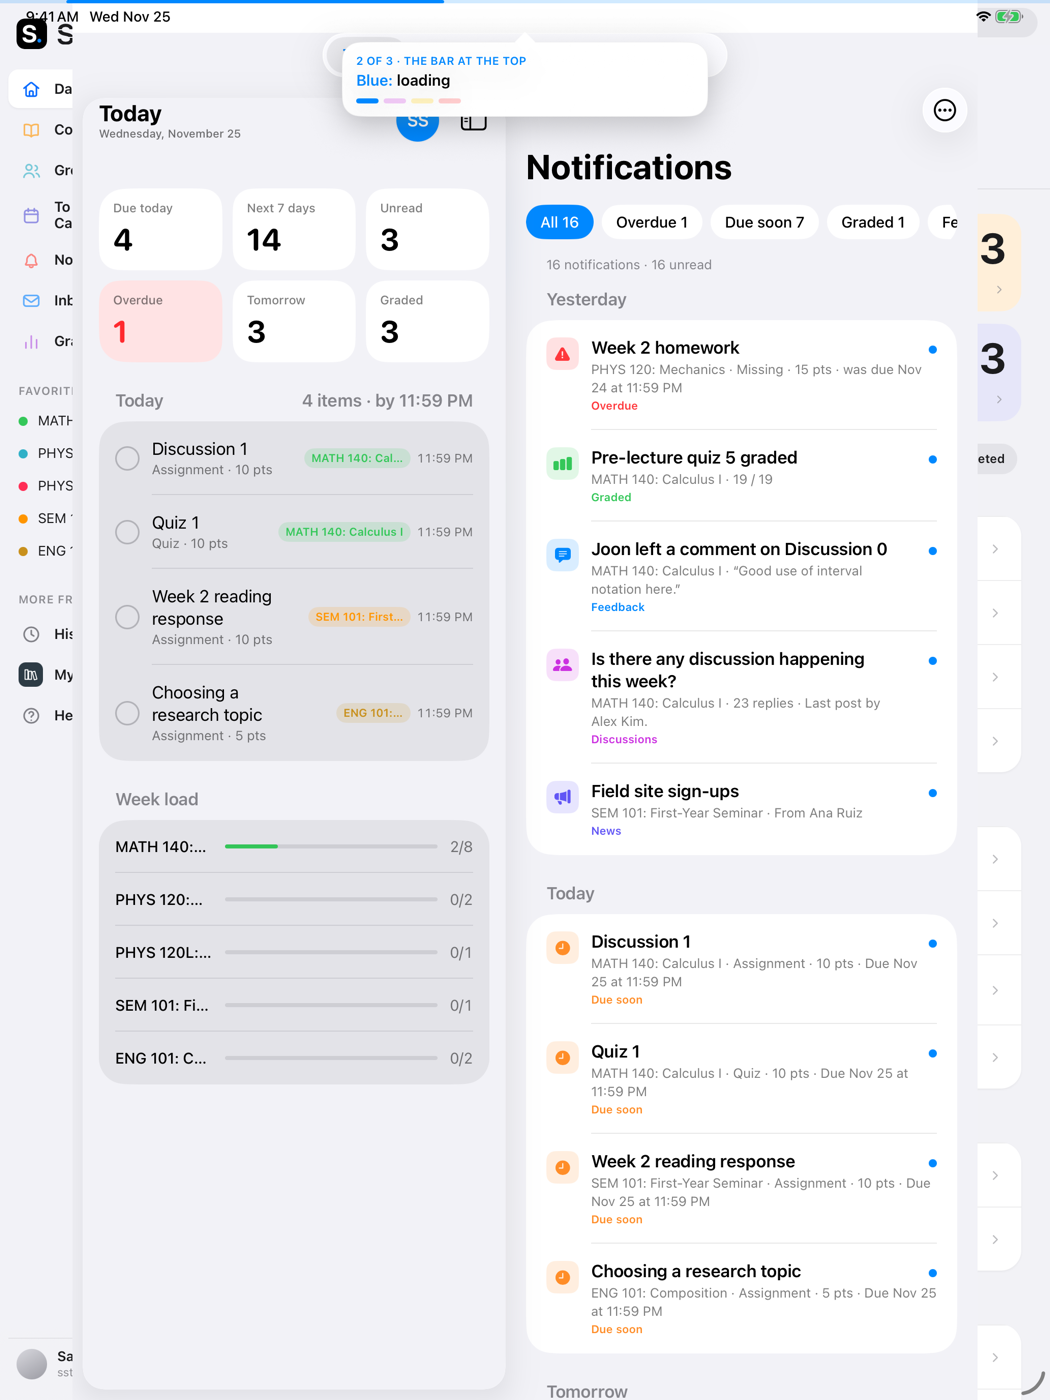 9:41 AM Wed Nov 25
S.
2 OF 3 · THE BAR AT THE TOP
Blue: loading
Da
Co
Gr
To
Ca
No
Inb
Gra
FAVORIT
MATH
PHYS
PHYS
SEM
ENG
MORE FR
His
My
He
Sa
sst
Today
Wednesday, November 25
SS
Due today
4
Next 7 days
14
Unread
3
Overdue
1
Tomorrow
3
Graded
3
Today
4 items · by 11:59 PM
Discussion 1
Assignment · 10 pts
MATH 140: Cal...
11:59 PM
Quiz 1
Quiz · 10 pts
MATH 140: Calculus I
11:59 PM
Week 2 reading
response
Assignment · 10 pts
SEM 101: First...
11:59 PM
Choosing a
research topic
Assignment · 5 pts
ENG 101:...
11:59 PM
Week load
MATH 140:... 2/8
PHYS 120:... 0/2
PHYS 120L:... 0/1
SEM 101: Fi... 0/1
ENG 101: C... 0/2
Notifications
All 16
Overdue 1
Due soon 7
Graded 1
Fe
16 notifications · 16 unread
Yesterday
Week 2 homework
PHYS 120: Mechanics · Missing · 15 pts · was due Nov
24 at 11:59 PM
Overdue
Pre-lecture quiz 5 graded
MATH 140: Calculus I · 19 / 19
Graded
Joon left a comment on Discussion 0
MATH 140: Calculus I · “Good use of interval
notation here.”
Feedback
Is there any discussion happening
this week?
MATH 140: Calculus I · 23 replies · Last post by
Alex Kim.
Discussions
Field site sign-ups
SEM 101: First-Year Seminar · From Ana Ruiz
News
Today
Discussion 1
MATH 140: Calculus I · Assignment · 10 pts · Due Nov
25 at 11:59 PM
Due soon
Quiz 1
MATH 140: Calculus I · Quiz · 10 pts · Due Nov 25 at
11:59 PM
Due soon
Week 2 reading response
SEM 101: First-Year Seminar · Assignment · 10 pts · Due
Nov 25 at 11:59 PM
Due soon
Choosing a research topic
ENG 101: Composition · Assignment · 5 pts · Due Nov 25
at 11:59 PM
Due soon
Tomorrow
3
3
eted